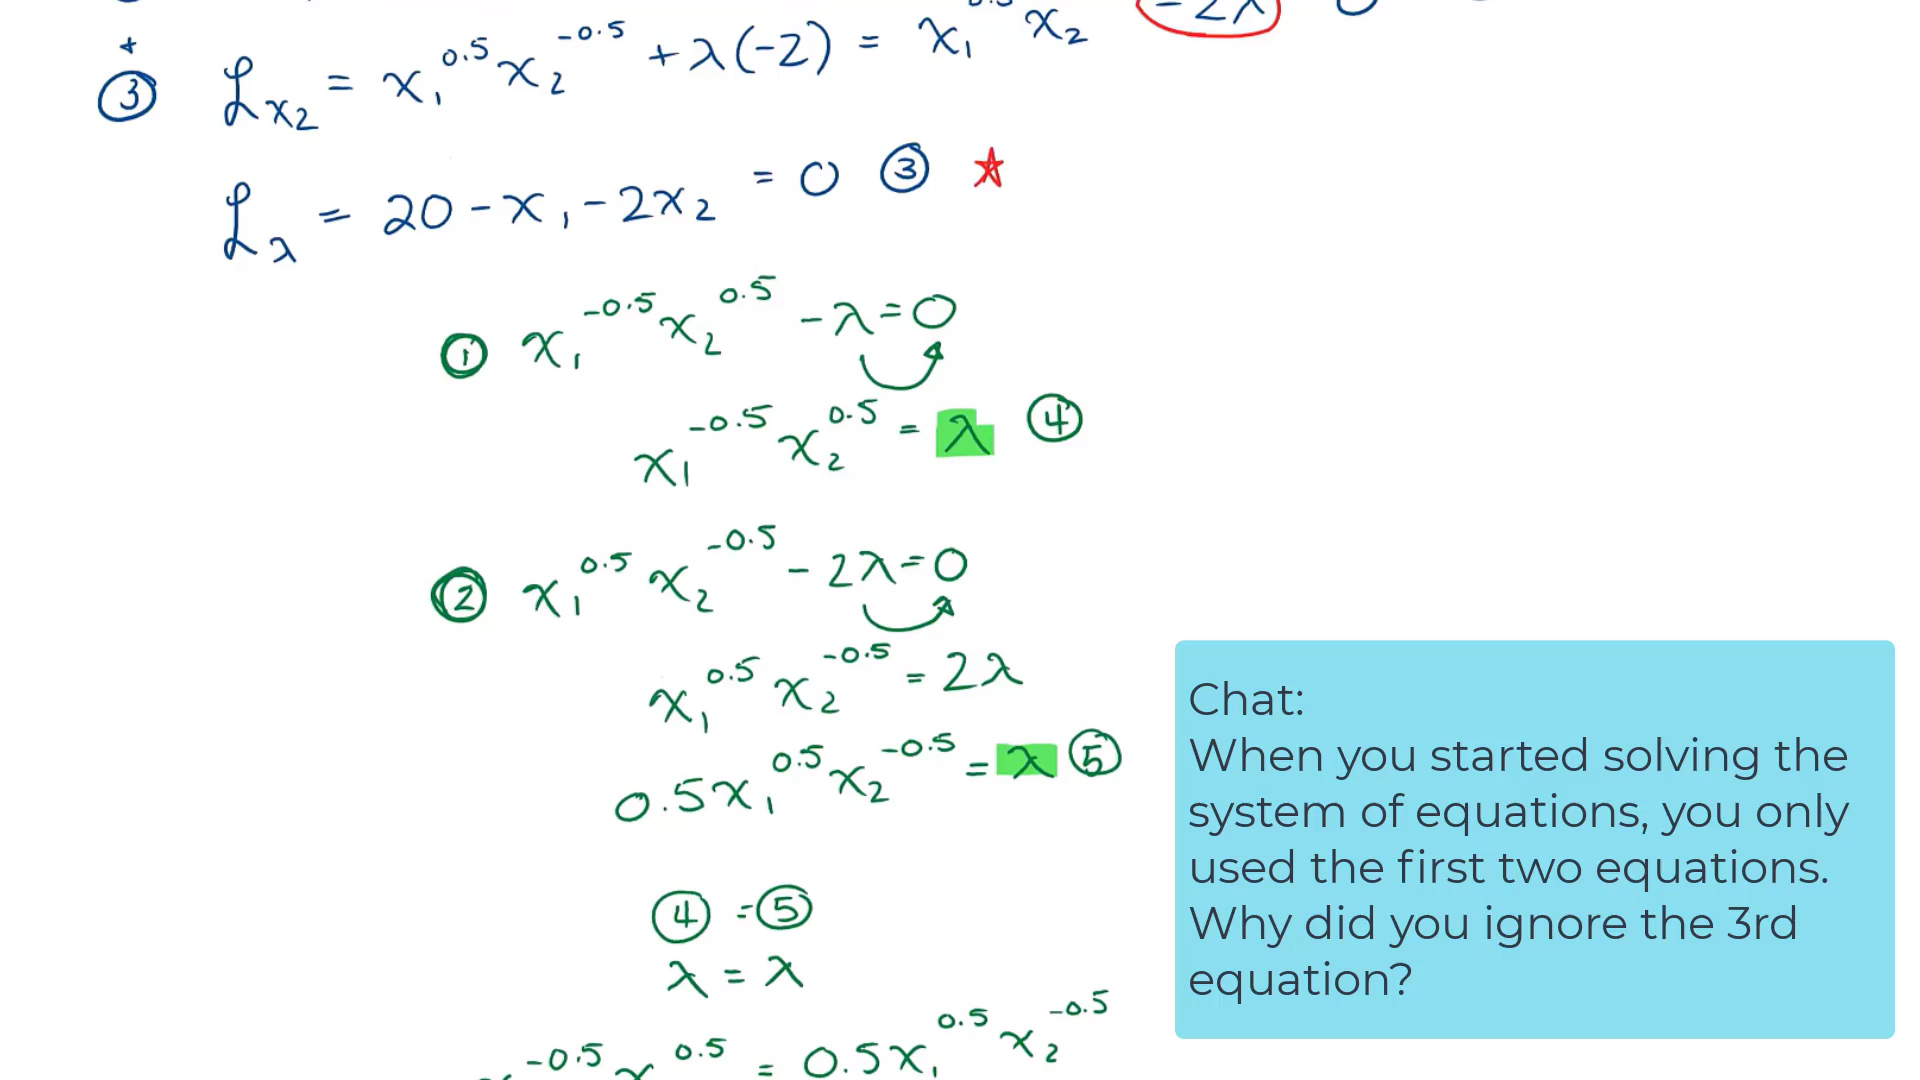 ③ ℒx₂ = x₁^0.5 x₂^-0.5 + λ(-2) = x₁ x₂ -2λ
ℒλ = 20 - x₁ - 2x₂ = 0 ③ ☆
① x₁^-0.5 x₂^0.5 - λ = 0
x₁^-0.5 x₂^0.5 = λ ④
② x₁^0.5 x₂^-0.5 - 2λ = 0
x₁^0.5 x₂^-0.5 = 2λ
0.5x₁^0.5 x₂^-0.5 = λ ⑤
④ = ⑤
λ = λ
-0.5 0.5 = 0.5x₁^0.5 x₂^-0.5
Chat:
When you started solving the
system of equations, you only
used the first two equations.
Why did you ignore the 3rd
equation?